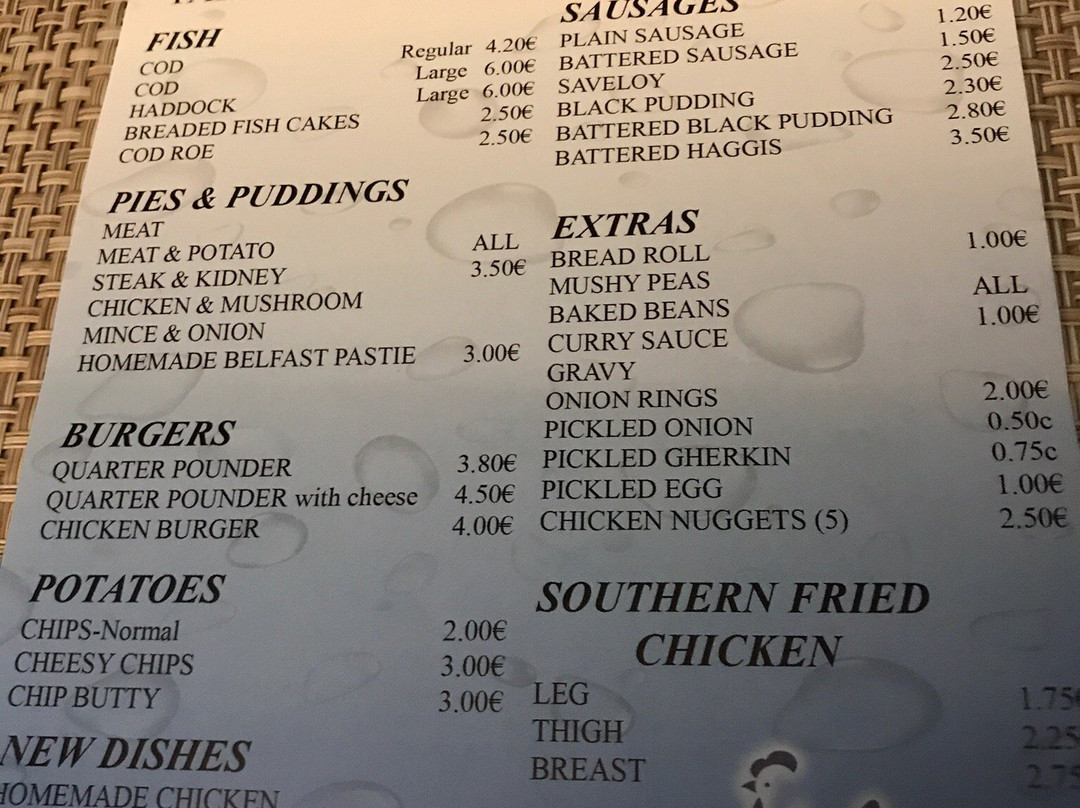 FISH
COD Regular 4.20€
COD Large 6.00€
HADDOCK Large 6.00€
BREADED FISH CAKES 2.50€
COD ROE 2.50€
PIES & PUDDINGS
MEAT
MEAT & POTATO ALL
STEAK & KIDNEY 3.50€
CHICKEN & MUSHROOM
MINCE & ONION
HOMEMADE BELFAST PASTIE 3.00€
BURGERS
QUARTER POUNDER 3.80€
QUARTER POUNDER with cheese 4.50€
CHICKEN BURGER 4.00€
POTATOES
CHIPS-Normal 2.00€
CHEESY CHIPS 3.00€
CHIP BUTTY 3.00€
NEW DISHES
HOMEMADE CHICKEN
SAUSAGES
PLAIN SAUSAGE 1.20€
BATTERED SAUSAGE 1.50€
SAVELOY 2.50€
BLACK PUDDING 2.30€
BATTERED BLACK PUDDING 2.80€
BATTERED HAGGIS 3.50€
EXTRAS
BREAD ROLL 1.00€
MUSHY PEAS
BAKED BEANS ALL
CURRY SAUCE 1.00€
GRAVY
ONION RINGS 2.00€
PICKLED ONION 0.50c
PICKLED GHERKIN 0.75c
PICKLED EGG 1.00€
CHICKEN NUGGETS (5) 2.50€
SOUTHERN FRIED
CHICKEN
LEG 1.75€
THIGH 2.25
BREAST 2.75